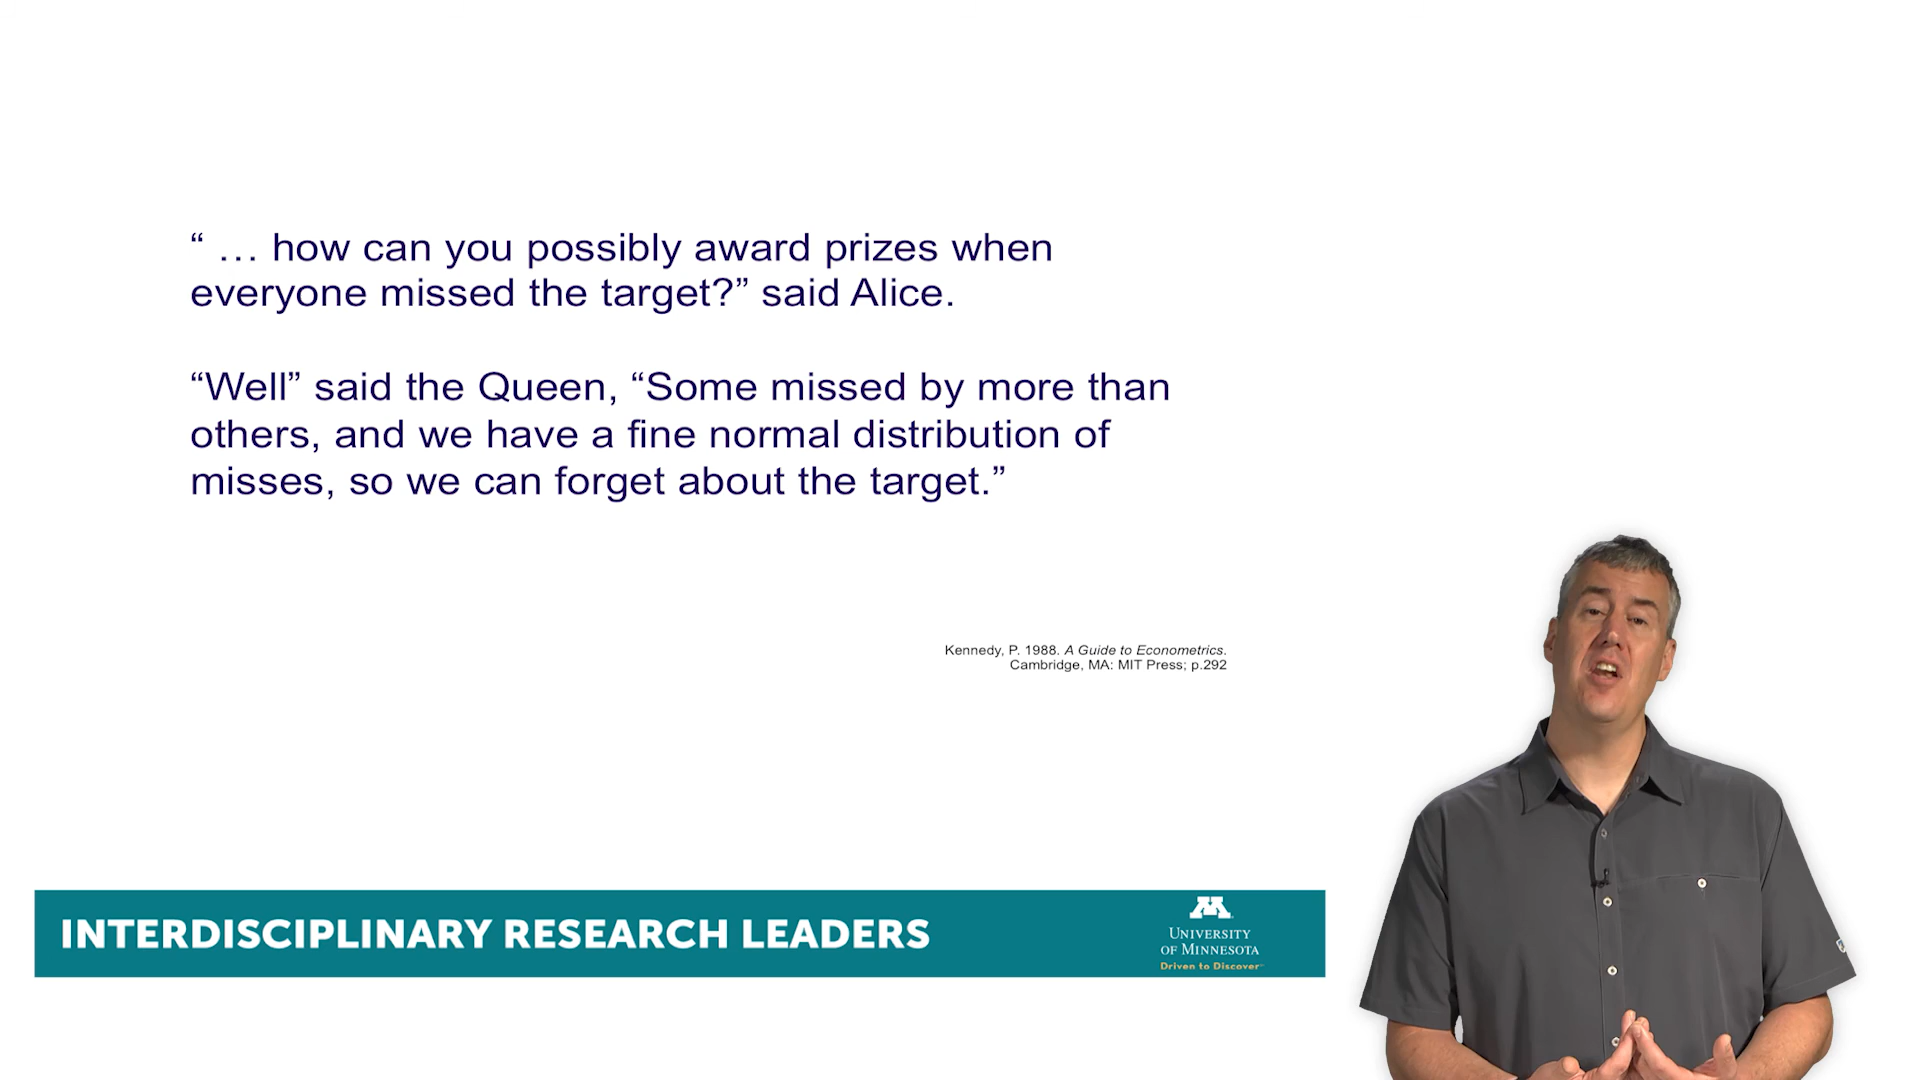 “ … how can you possibly award prizes when
everyone missed the target?” said Alice.
“Well” said the Queen, “Some missed by more than
others, and we have a fine normal distribution of
misses, so we can forget about the target.”
Kennedy, P. 1988. A Guide to Econometrics.
Cambridge, MA: MIT Press; p.292
INTERDISCIPLINARY RESEARCH LEADERS
M
UNIVERSITY
OF MINNESOTA
Driven to Discover℠